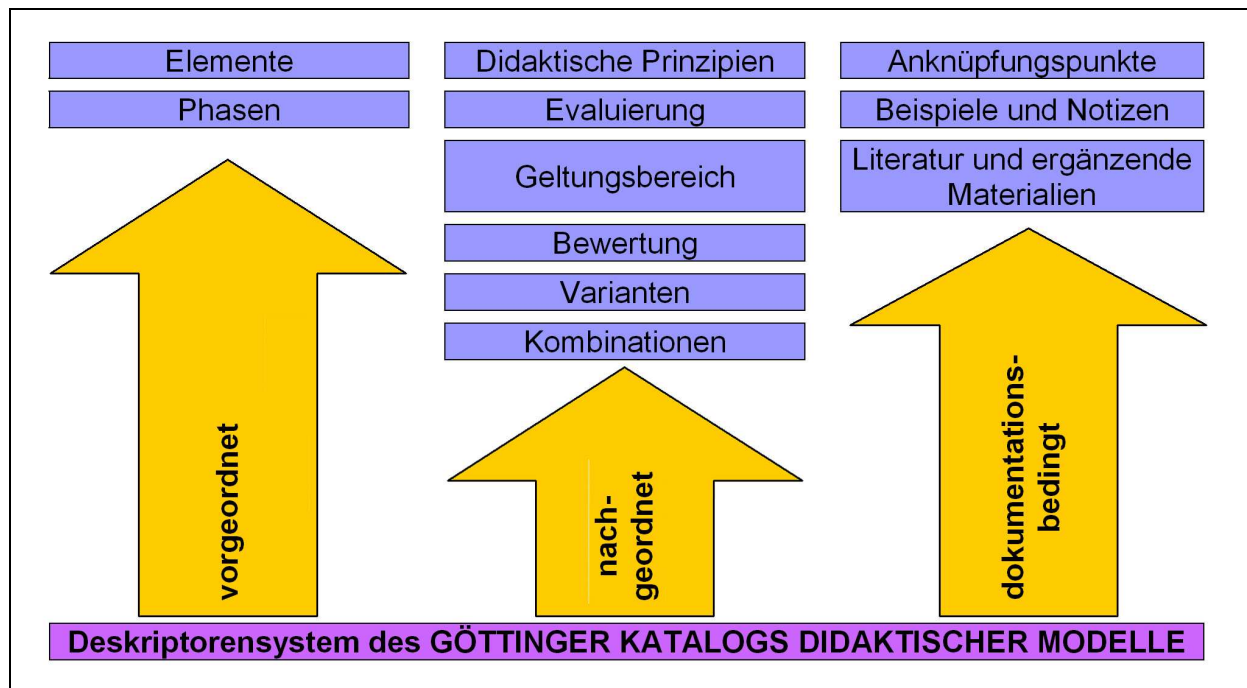 Elemente
Phasen
Didaktische Prinzipien
Evaluierung
Geltungsbereich
Bewertung
Varianten
Kombinationen
Anknüpfungspunkte
Beispiele und Notizen
Literatur und ergänzende
Materialien
vorgeordnet
nach-
geordnet
dokumentations-
bedingt
Deskriptorensystem des GÖTTINGER KATALOGS DIDAKTISCHER MODELLE